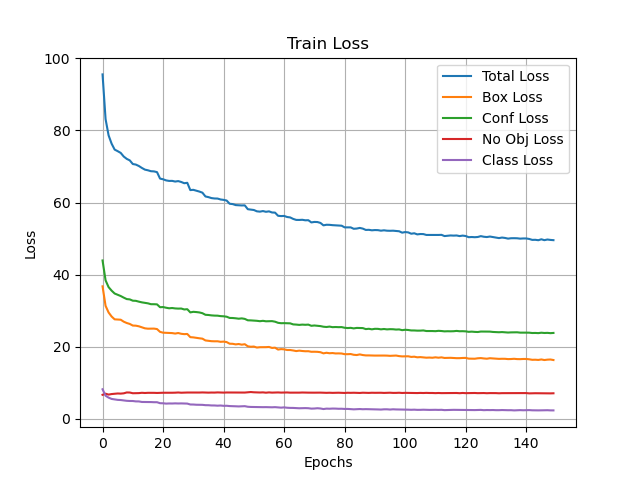 Train Loss
100
80
60
40
20
0
Loss
0 20 40 60 80 100 120 140
Epochs
Total Loss
Box Loss
Conf Loss
No Obj Loss
Class Loss